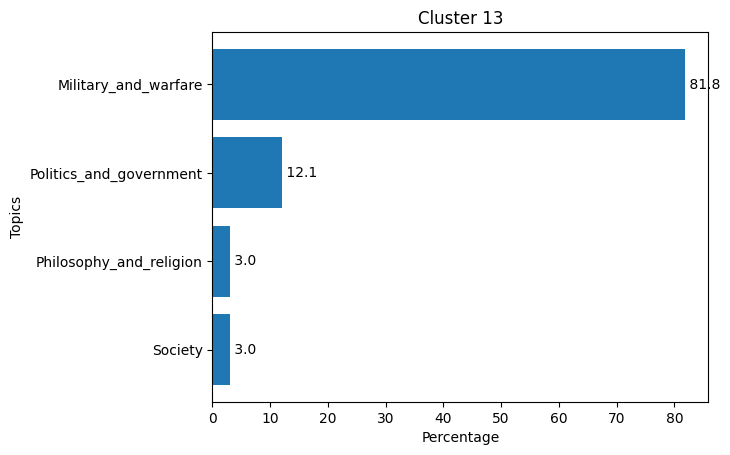 Cluster 13
Topics
Military_and_warfare
81.8
Politics_and_government
12.1
Philosophy_and_religion
3.0
Society
3.0
0 10 20 30 40 50 60 70 80
Percentage